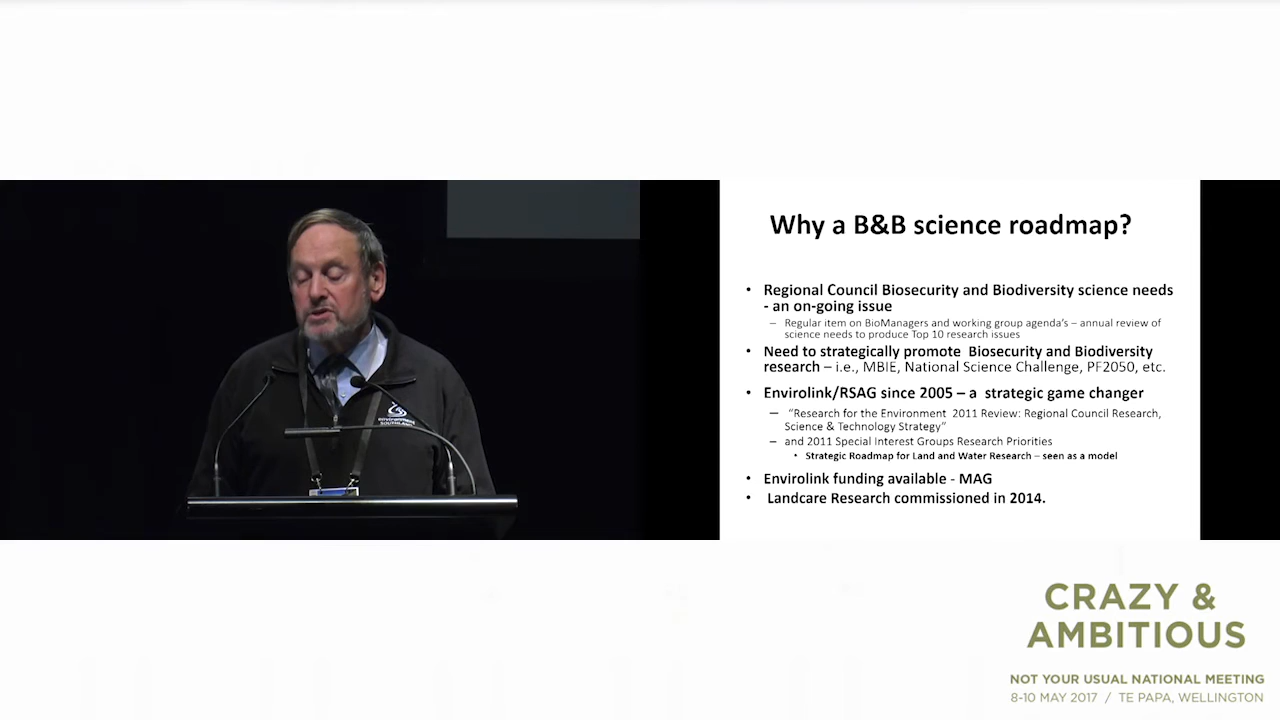 Why a B&B science roadmap?
• Regional Council Biosecurity and Biodiversity science needs
- an on-going issue
– Regular item on BioManagers and working group agenda's – annual review of
science needs to produce Top 10 research issues
• Need to strategically promote Biosecurity and Biodiversity
research – i.e., MBIE, National Science Challenge, PF2050, etc.
• Envirolink/RSAG since 2005 – a strategic game changer
– “Research for the Environment 2011 Review: Regional Council Research,
Science & Technology Strategy”
– and 2011 Special Interest Groups Research Priorities
• Strategic Roadmap for Land and Water Research – seen as a model
• Envirolink funding available - MAG
• Landcare Research commissioned in 2014.
environment
SOUTHLAND
CRAZY &
AMBITIOUS
NOT YOUR USUAL NATIONAL MEETING
8-10 MAY 2017 / TE PAPA, WELLINGTON